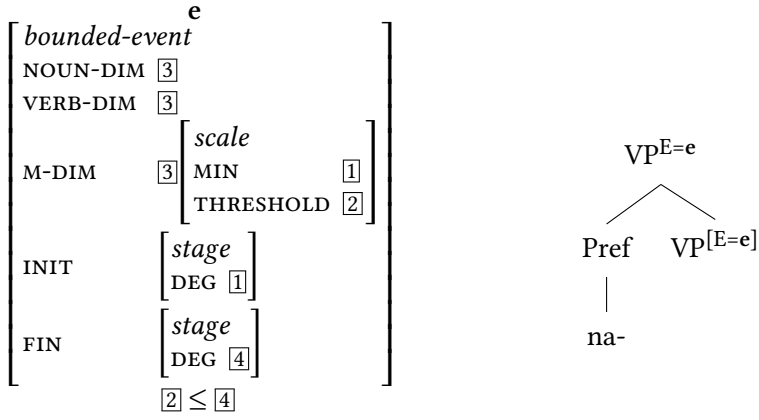 e
bounded-event
NOUN-DIM 3
VERB-DIM 3
M-DIM 3
scale
MIN 1
THRESHOLD 2
INIT
stage
DEG 1
FIN
stage
DEG 4
2 ≤ 4
VP^E=e
Pref VP^[E=e]
na-